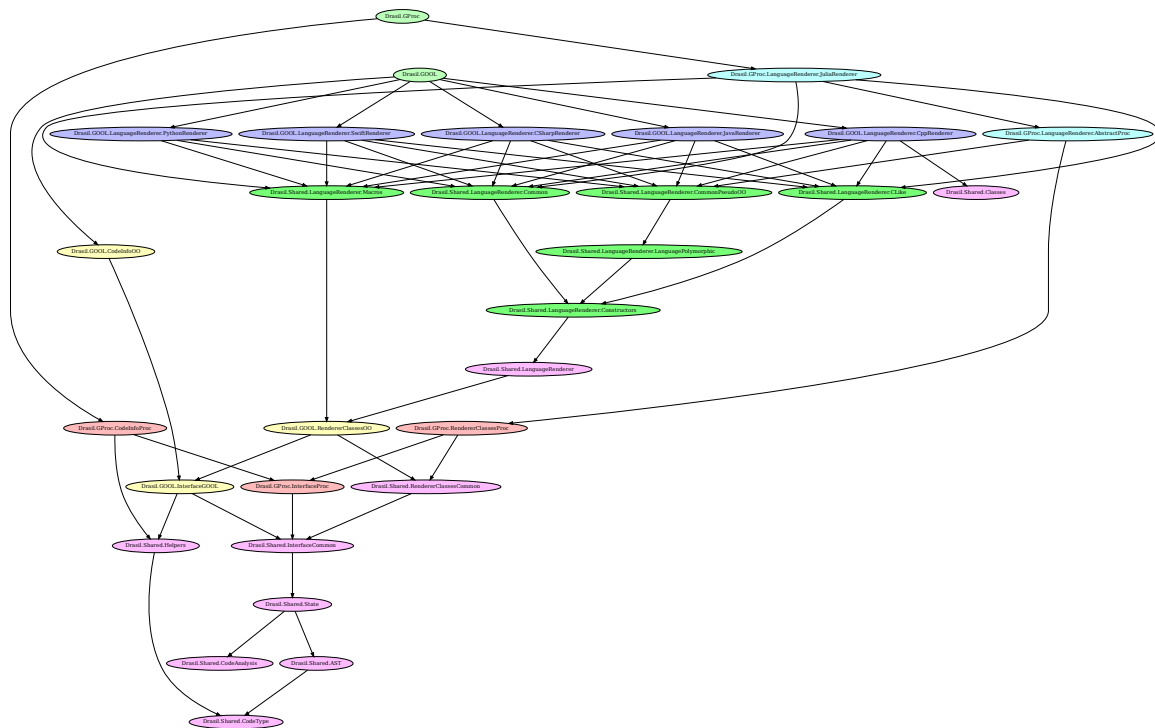 Drasil.GProc
Drasil.GOOL
Drasil.GProc.LanguageRenderer.JuliaRenderer
Drasil.GOOL.LanguageRenderer.PythonRenderer
Drasil.GOOL.LanguageRenderer.SwiftRenderer
Drasil.GOOL.LanguageRenderer.CSharpRenderer
Drasil.GOOL.LanguageRenderer.JavaRenderer
Drasil.GOOL.LanguageRenderer.CppRenderer
Drasil.GProc.LanguageRenderer.AbstractProc
Drasil.Shared.LanguageRenderer.Macros
Drasil.Shared.LanguageRenderer.Common
Drasil.Shared.LanguageRenderer.CommonPseudoOO
Drasil.Shared.LanguageRenderer.CLike
Drasil.Shared.Classes
Drasil.GOOL.CodeInfoOO
Drasil.Shared.LanguageRenderer.LanguagePolymorphic
Drasil.Shared.LanguageRenderer.Constructors
Drasil.Shared.LanguageRenderer
Drasil.GProc.CodeInfoProc
Drasil.GOOL.RendererClassesOO
Drasil.GProc.RendererClassesProc
Drasil.GOOL.InterfaceGOOL
Drasil.GProc.InterfaceProc
Drasil.Shared.RendererClassesCommon
Drasil.Shared.Helpers
Drasil.Shared.InterfaceCommon
Drasil.Shared.State
Drasil.Shared.CodeAnalysis
Drasil.Shared.AST
Drasil.Shared.CodeType